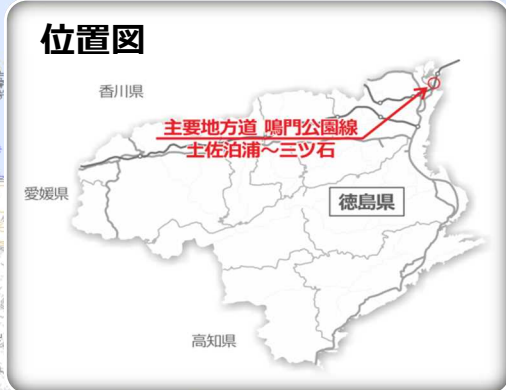 位置図
香川県
主要地方道 鳴門公園線
土佐泊浦～三ツ石
愛媛県
徳島県
高知県